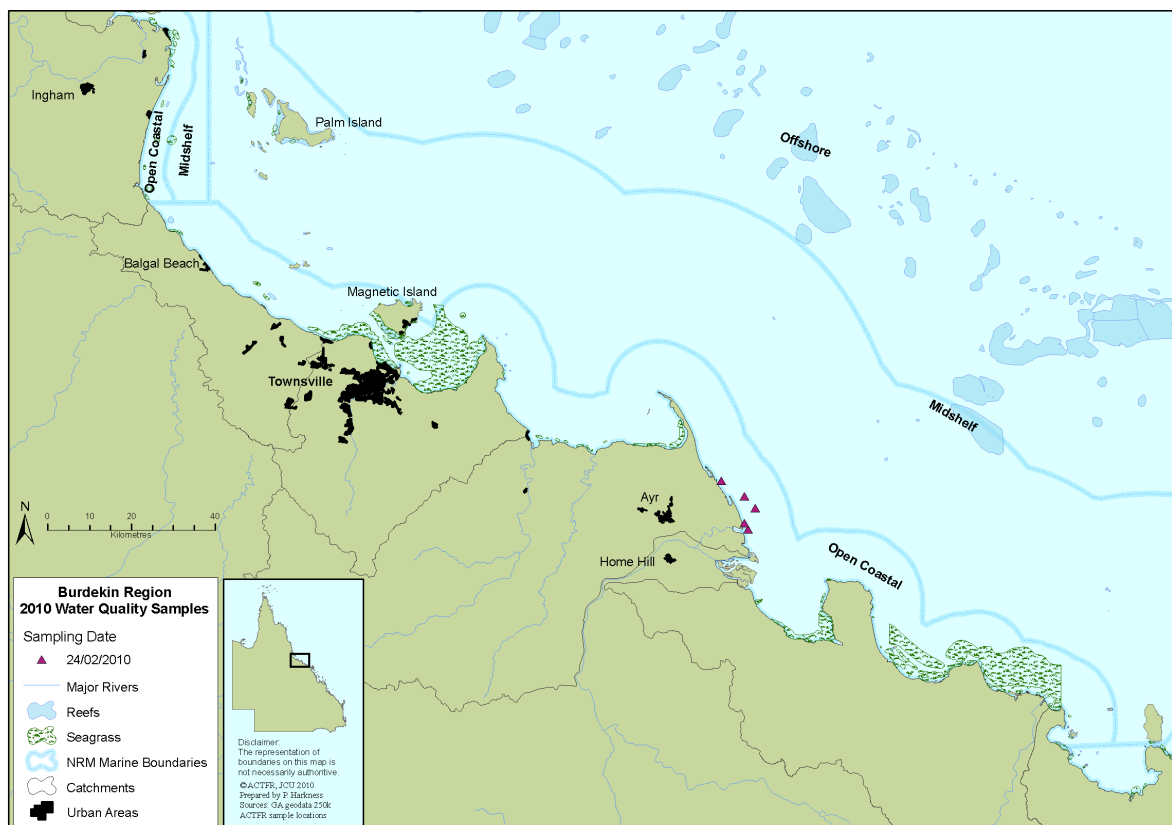 Ingham
Open Coastal
Midshelf
Palm Island
Offshore
Balgal Beach
Magnetic Island
Townsville
Midshelf
Ayr
Home Hill
Open Coastal
N
0 10 20 30 40
Kilometres
Burdekin Region
2010 Water Quality Samples
Sampling Date
24/02/2010
Major Rivers
Reefs
Seagrass
NRM Marine Boundaries
Catchments
Urban Areas
Disclaimer:
The representation of
boundaries on this map is
not necessarily authoritive.
©ACTFR, JCU 2010
Prepared by P. Harkness
Sources: GA geodata 250k
ACTFR sample locations